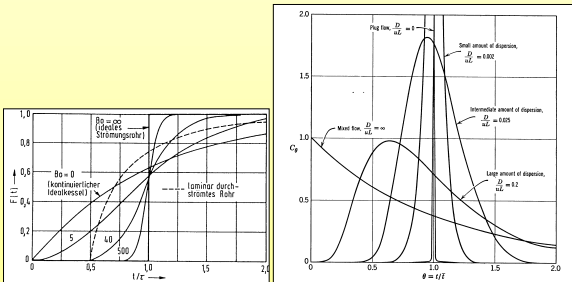 1,0
0,8
0,6
0,4
0,2
0
F(t)
Bo = ∞
(ideales
Strömungsrohr)
Bo = 0
(kontinuierlicher
Idealkessel)
laminar durch-
strömtes Rohr
5
40
500
0
0,5
1,0
1,5
2,0
t/τ
2.0
1.5
1.0
0.5
0
Cθ
Plug flow, D/uL = 0
Small amount of dispersion,
D/uL = 0.002
Intermediate amount of dispersion,
D/uL = 0.025
Mixed flow, D/uL = ∞
Large amount of dispersion,
D/uL = 0.2
0
0.5
1.0
1.5
2.0
θ = t/t̄